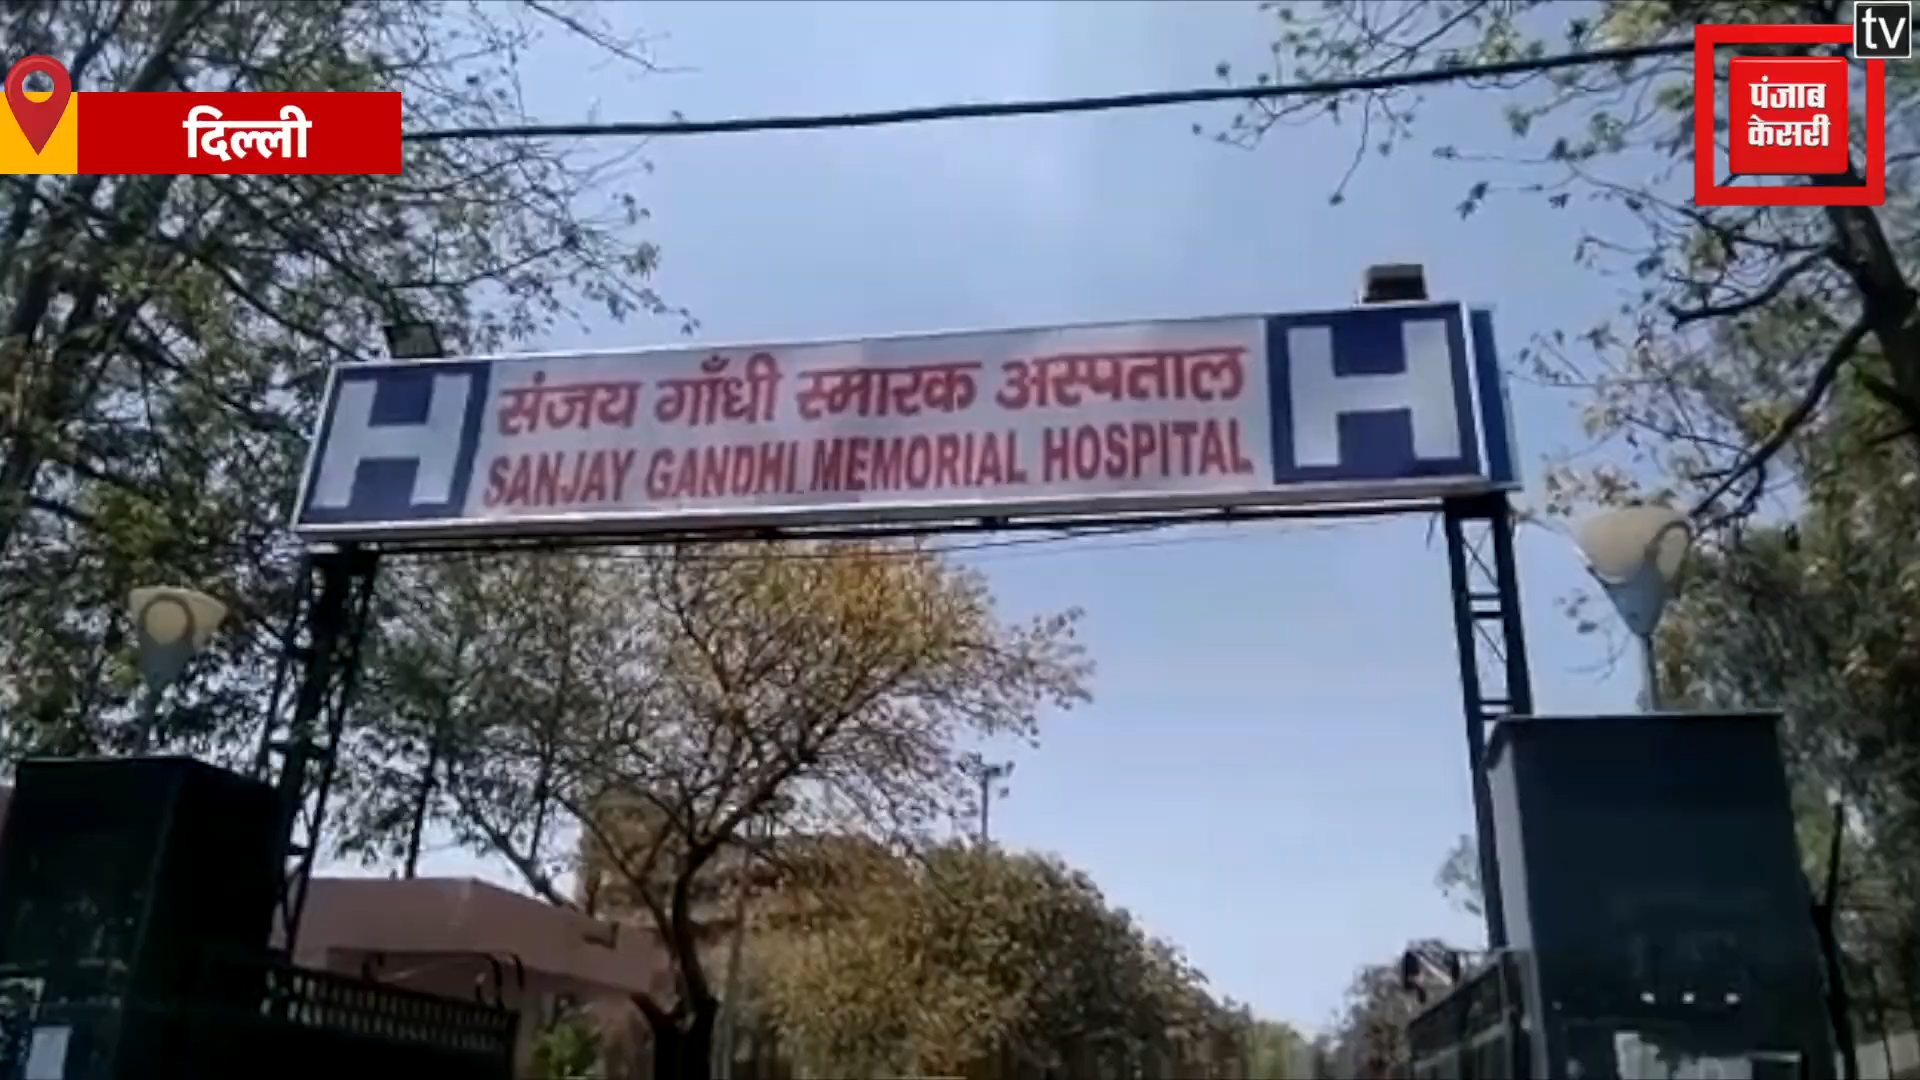 tv
पंजाब
केसरी
दिल्ली
H संजय गाँधी स्मारक अस्पताल H
SANJAY GANDHI MEMORIAL HOSPITAL